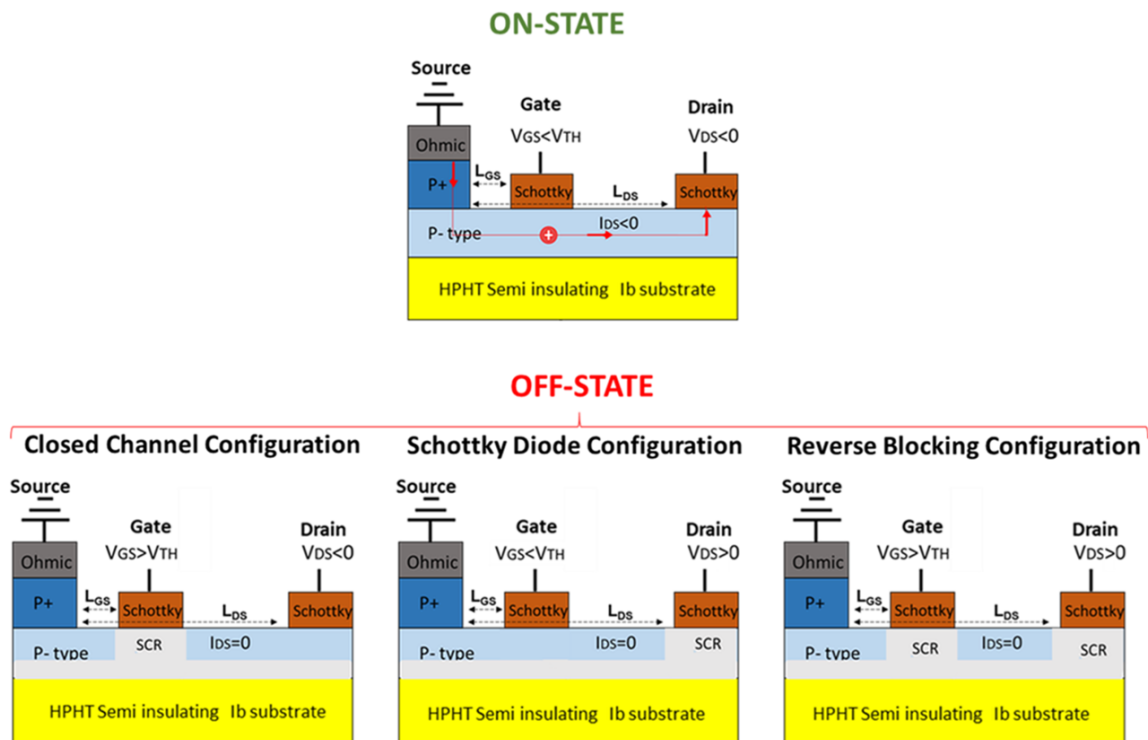 ON-STATE
Source
Gate
Drain
VGS<VTH
VDS<0
Ohmic
LGS
P+
Schottky
LDS
Schottky
IDS<0
P- type
+
HPHT Semi insulating Ib substrate
OFF-STATE
Closed Channel Configuration
Source
Gate
Drain
VGS>VTH
VDS<0
Ohmic
LGS
P+
Schottky
LDS
Schottky
P- type
SCR
IDS=0
HPHT Semi insulating Ib substrate
Schottky Diode Configuration
Source
Gate
Drain
VGS<VTH
VDS>0
Ohmic
LGS
P+
Schottky
LDS
Schottky
P- type
IDS=0
SCR
HPHT Semi insulating Ib substrate
Reverse Blocking Configuration
Source
Gate
Drain
VGS>VTH
VDS>0
Ohmic
LGS
P+
Schottky
LDS
Schottky
P- type
SCR
IDS=0
SCR
HPHT Semi insulating Ib substrate